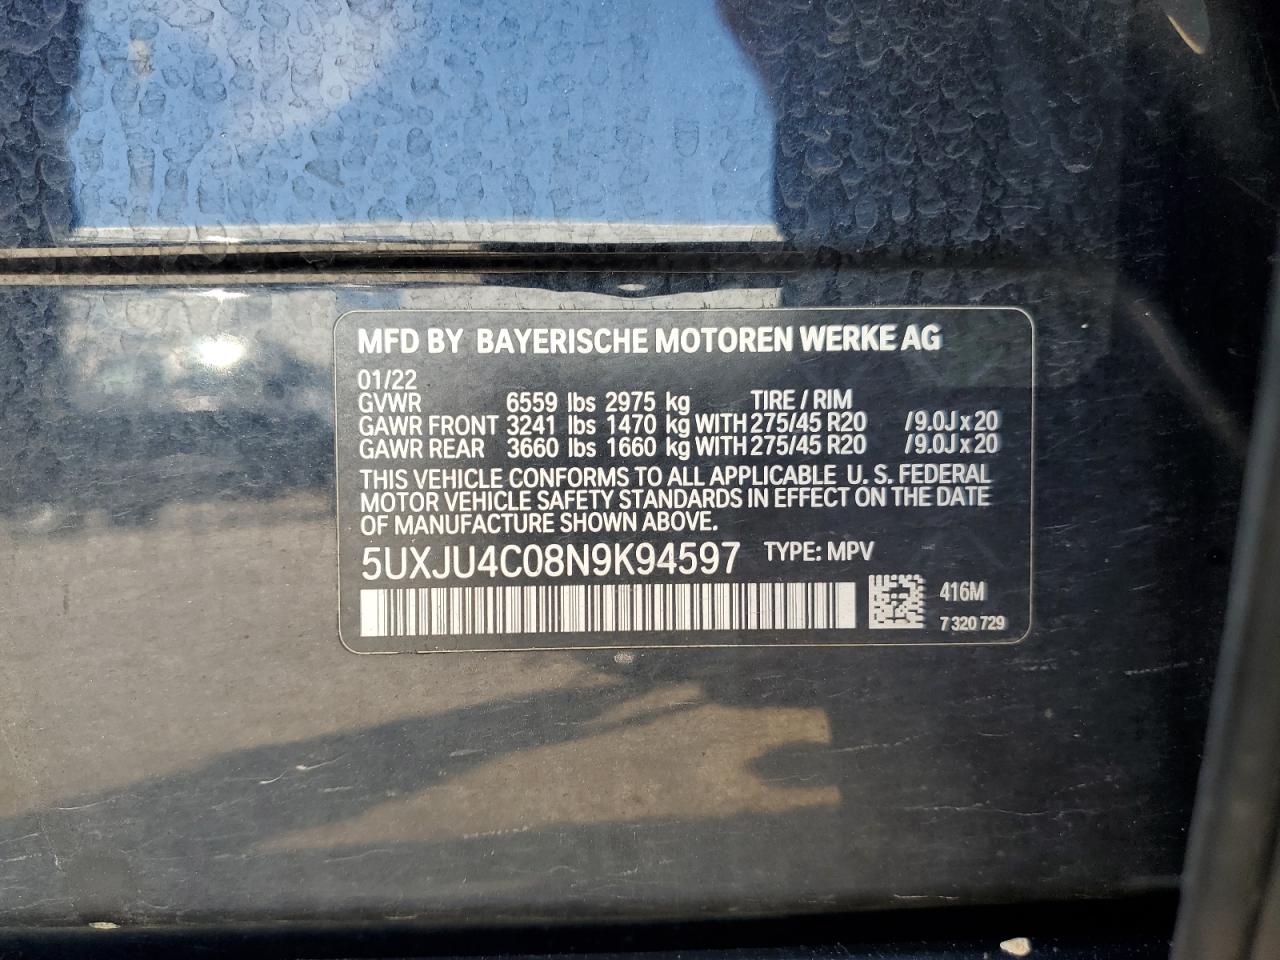 MFD BY BAYERISCHE MOTOREN WERKE AG
01/22
GVWR 6559 lbs 2975 kg TIRE / RIM
GAWR FRONT 3241 lbs 1470 kg WITH 275/45 R20 /9.0J x 20
GAWR REAR 3660 lbs 1660 kg WITH 275/45 R20 /9.0J x 20
THIS VEHICLE CONFORMS TO ALL APPLICABLE U. S. FEDERAL
MOTOR VEHICLE SAFETY STANDARDS IN EFFECT ON THE DATE
OF MANUFACTURE SHOWN ABOVE.
5UXJU4C08N9K94597 TYPE: MPV
416M
7 320 729